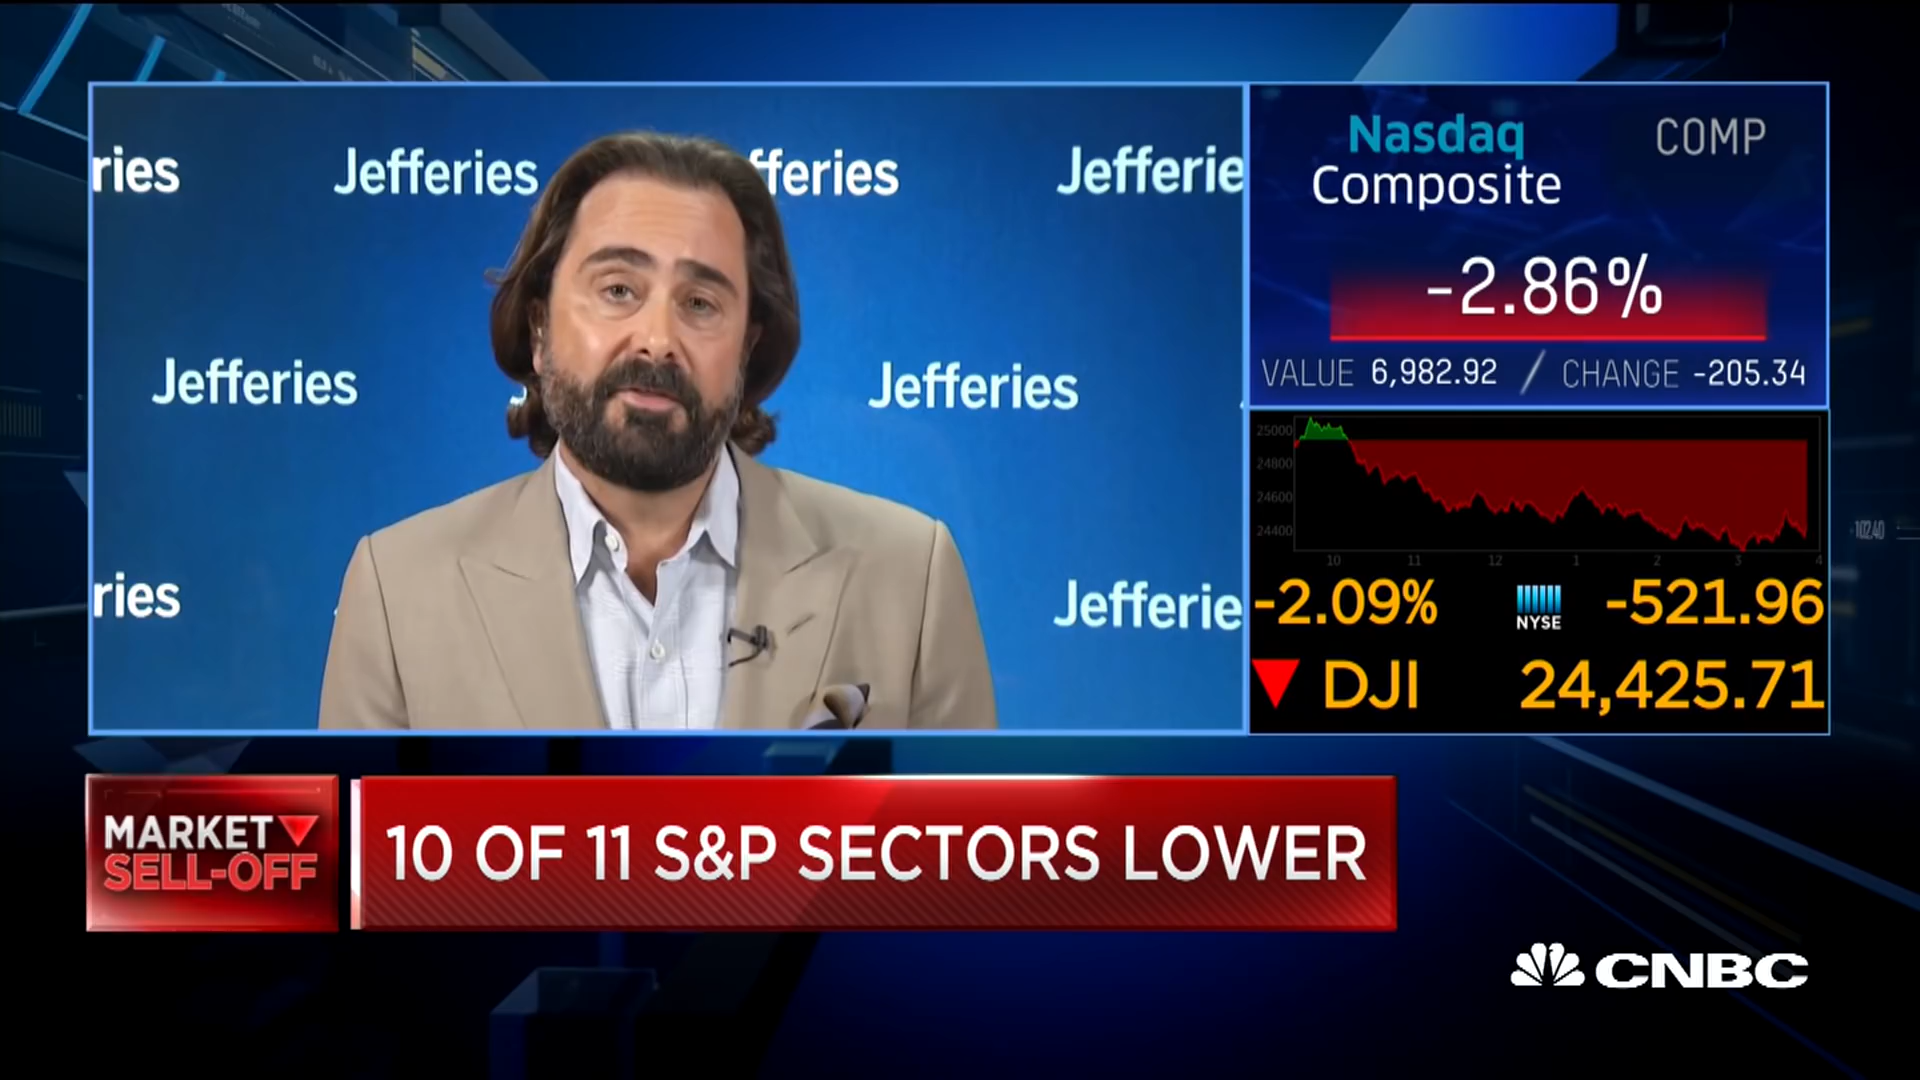 ries Jefferies fferies Jefferie
Jefferies J Jefferies
ries Jefferie
Nasdaq COMP
Composite
-2.86%
VALUE 6,982.92 / CHANGE -205.34
25000
24800
24600
24400
10 11 12 1 2 3 4
-2.09% NYSE -521.96
▼ DJI 24,425.71
102.40
MARKET▼ 10 OF 11 S&P SECTORS LOWER
SELL-OFF
CNBC